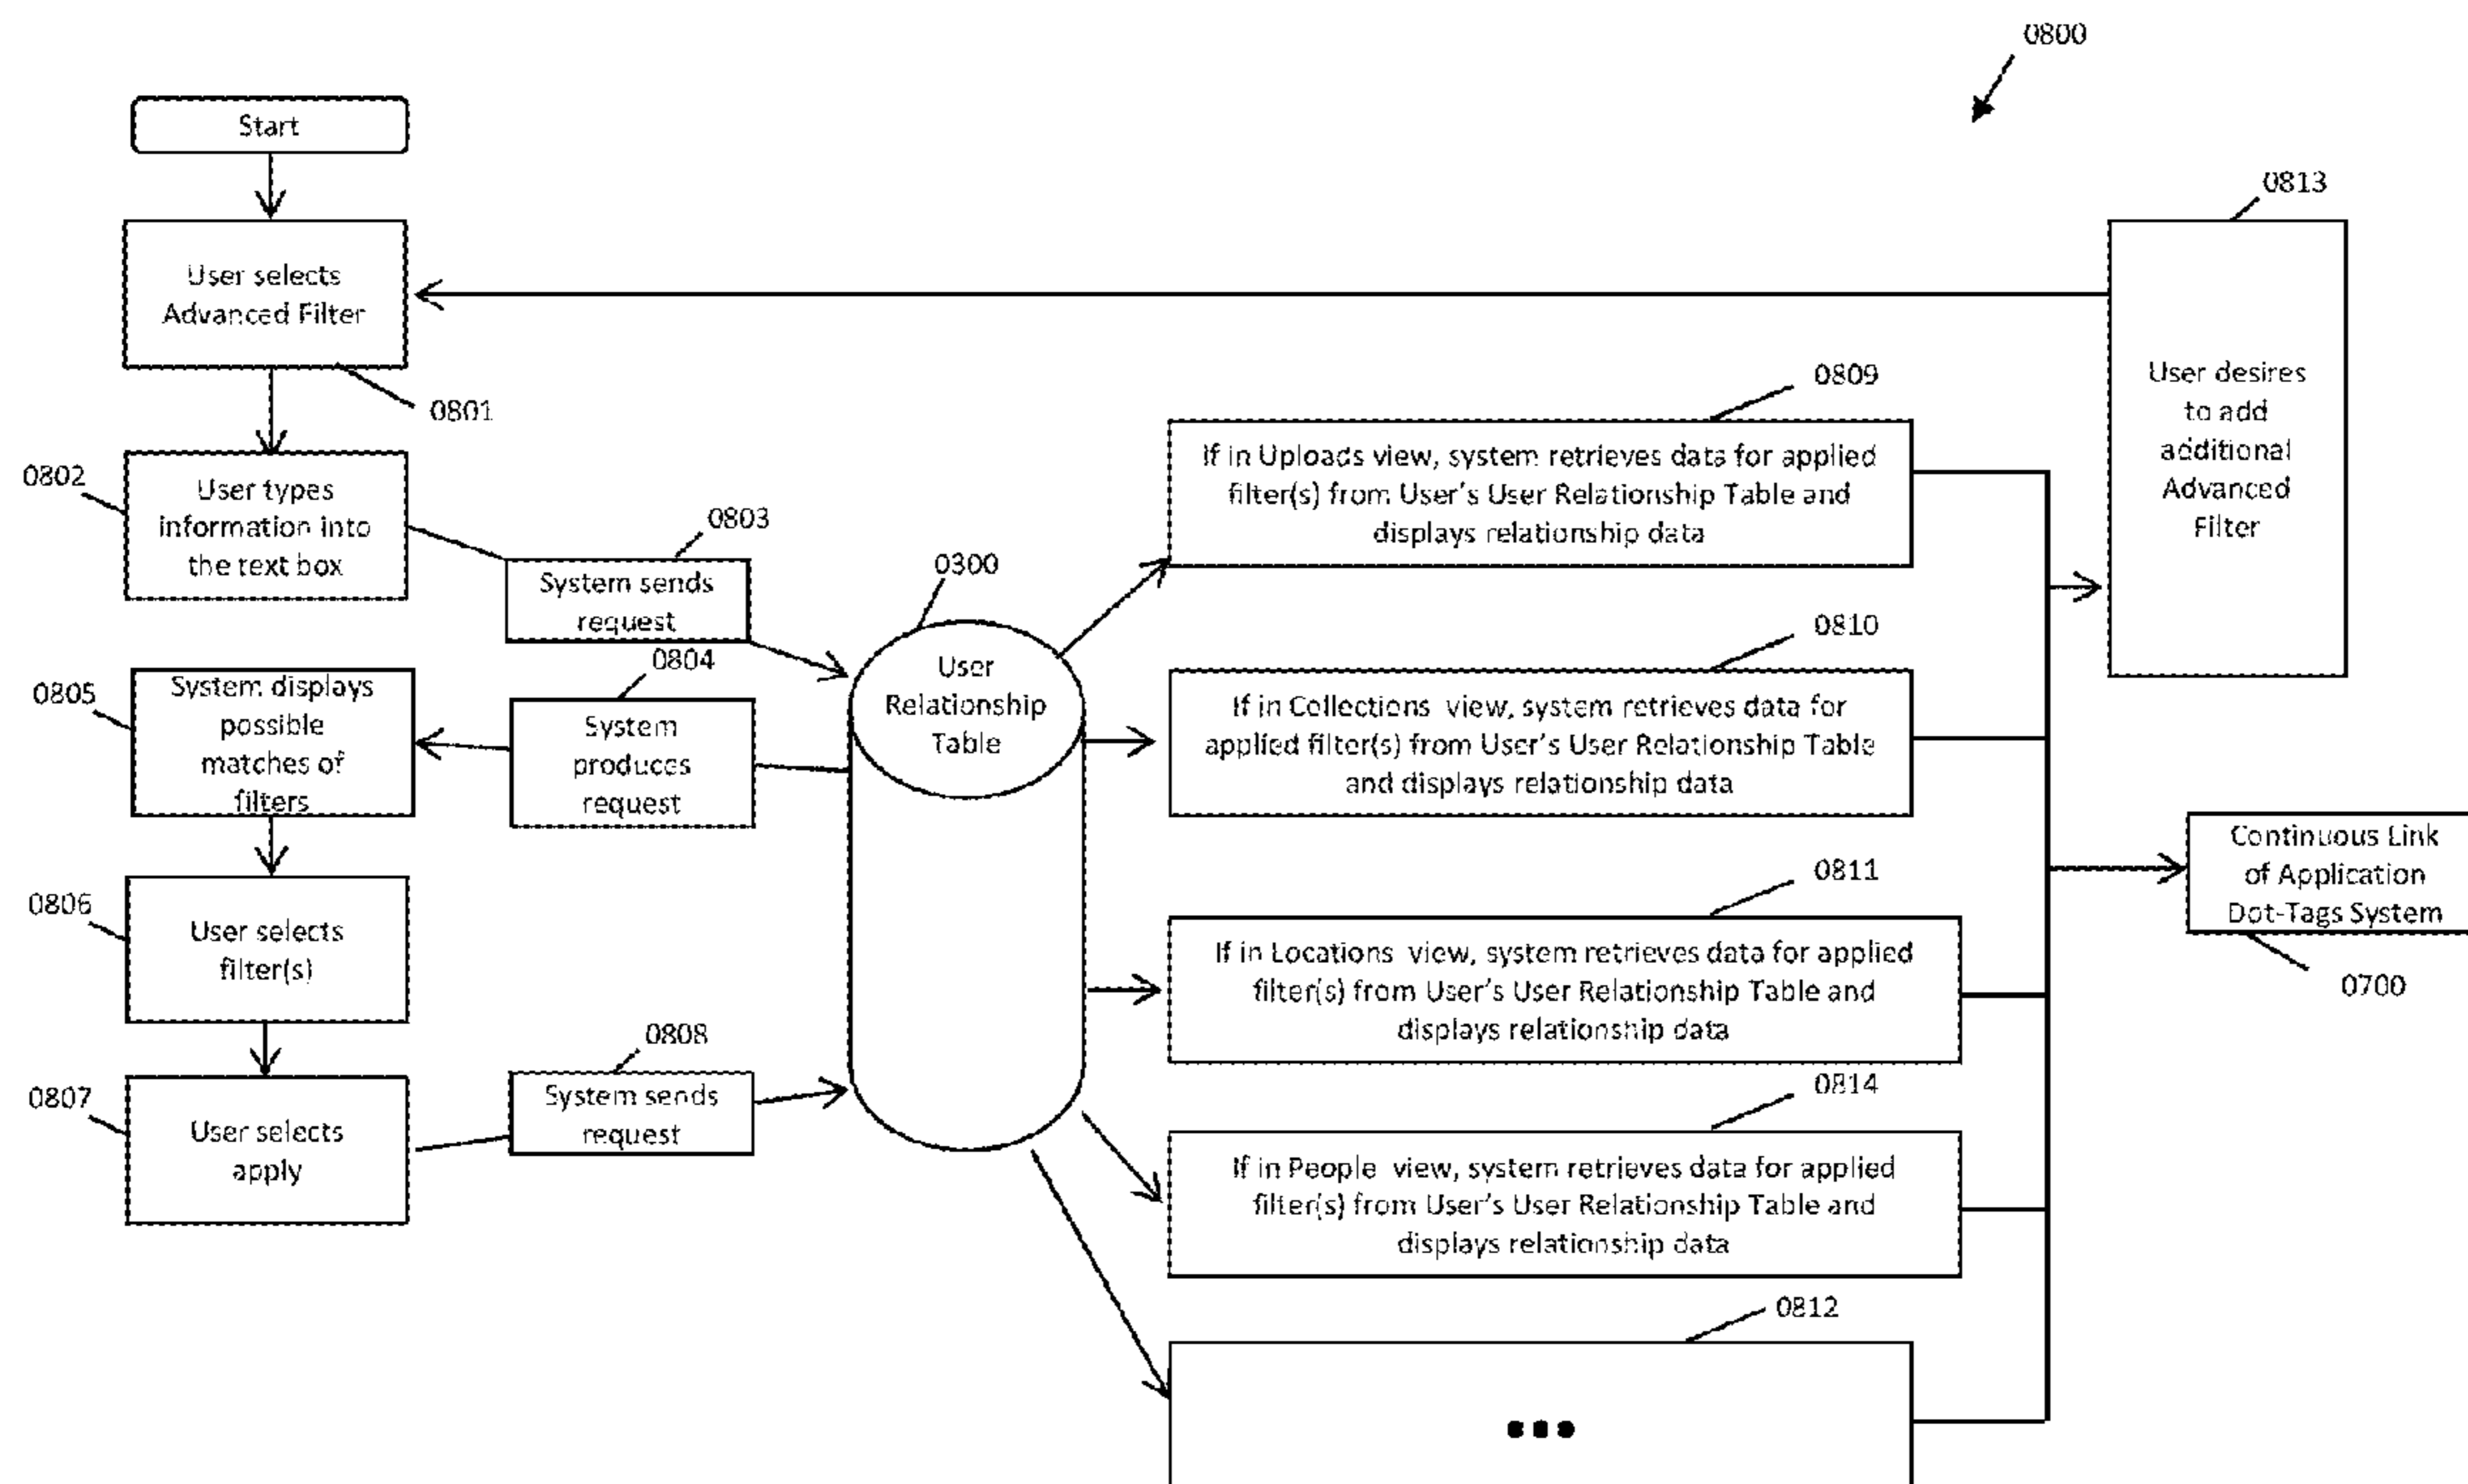 0800
Start
0813
User selects
Advanced Filter
0801
0802
User types
information into
the text box
0803
System sends
request
0300
User
Relationship
Table
0804
System
produces
request
0805
System displays
possible
matches of
filters
0806
User selects
filter(s)
0807
User selects
apply
0808
System sends
request
0809
If in Uploads view, system retrieves data for applied
filter(s) from User's User Relationship Table and
displays relationship data
0810
If in Collections view, system retrieves data for
applied filter(s) from User's User Relationship Table
and displays relationship data
0811
If in Locations view, system retrieves data for applied
filter(s) from User's User Relationship Table and
displays relationship data
0814
If in People view, system retrieves data for applied
filter(s) from User's User Relationship Table and
displays relationship data
0812
...
User desires
to add
additional
Advanced
Filter
Continuous Link
of Application
Dot-Tags System
0700